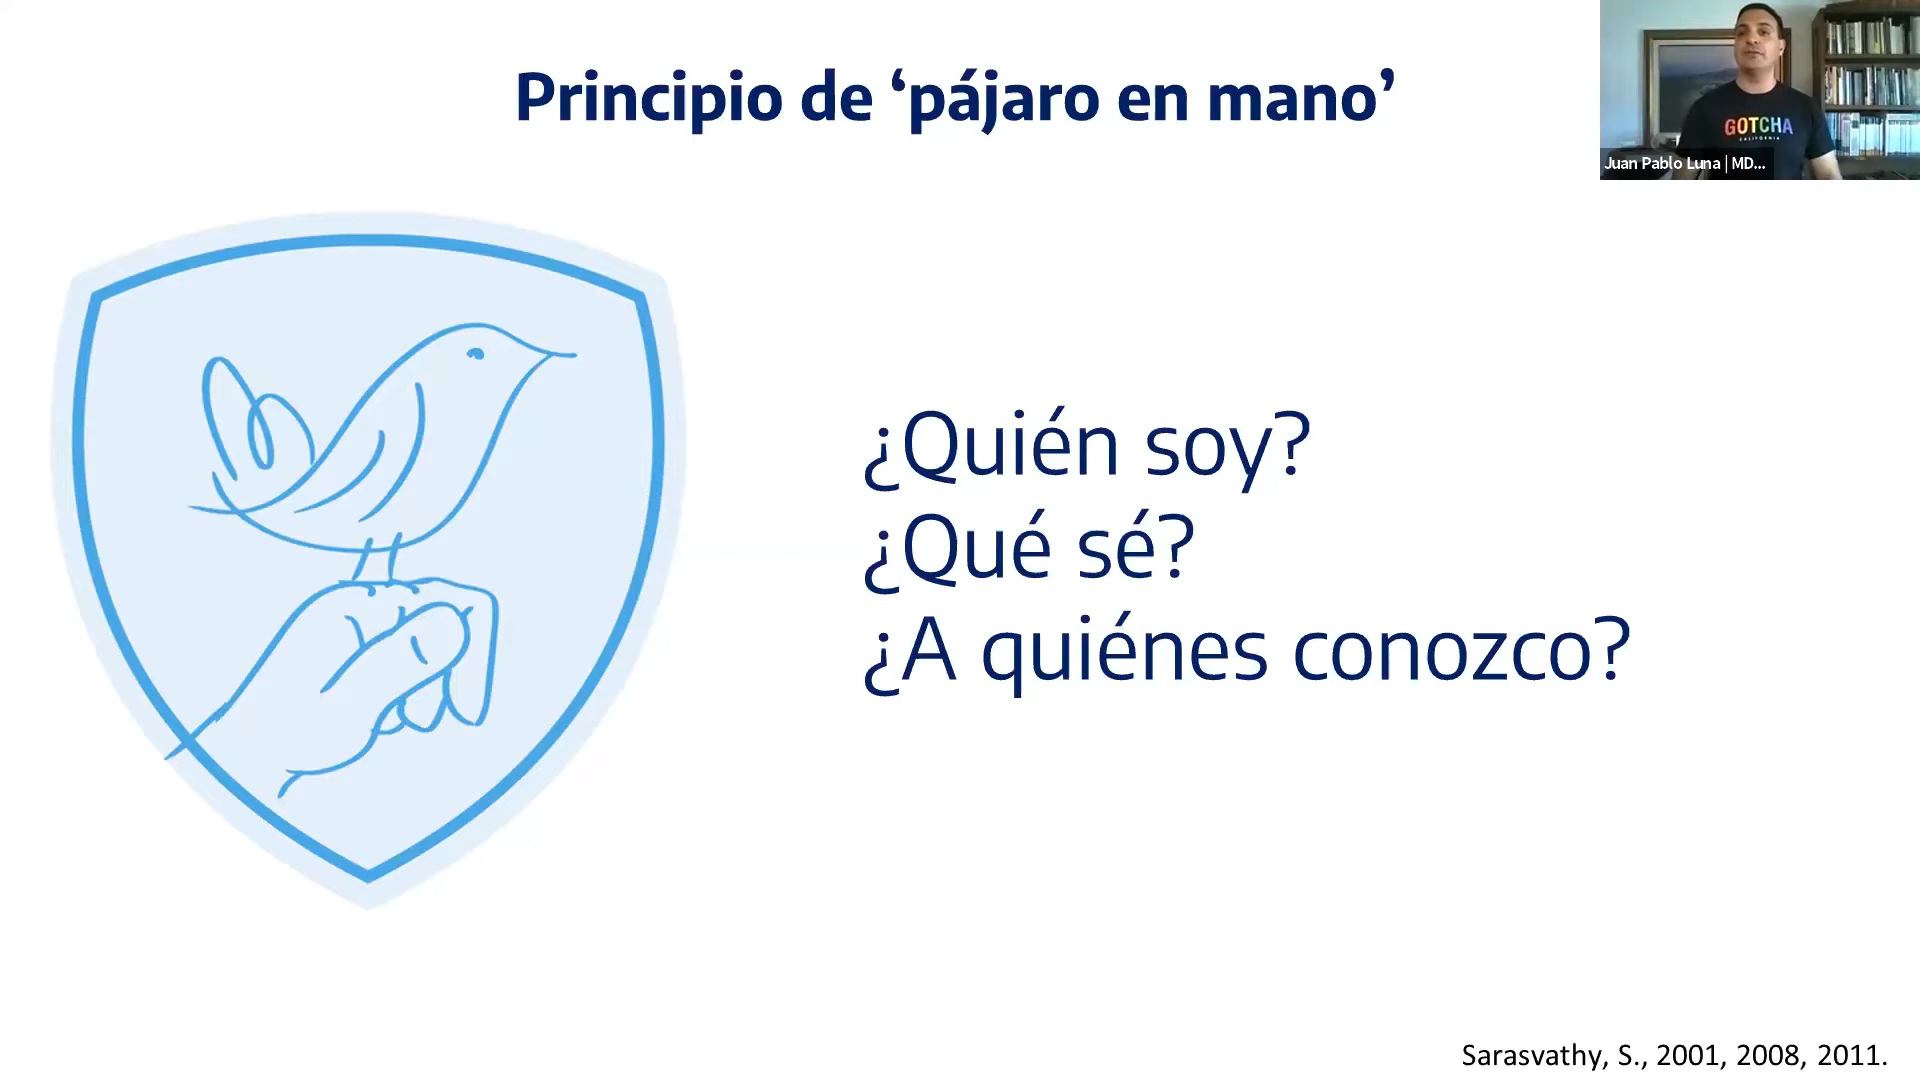 Principio de ‘pájaro en mano’
GOTCHA
CALIFORNIA
Juan Pablo Luna | MD...
¿Quién soy?
¿Qué sé?
¿A quiénes conozco?
Sarasvathy, S., 2001, 2008, 2011.